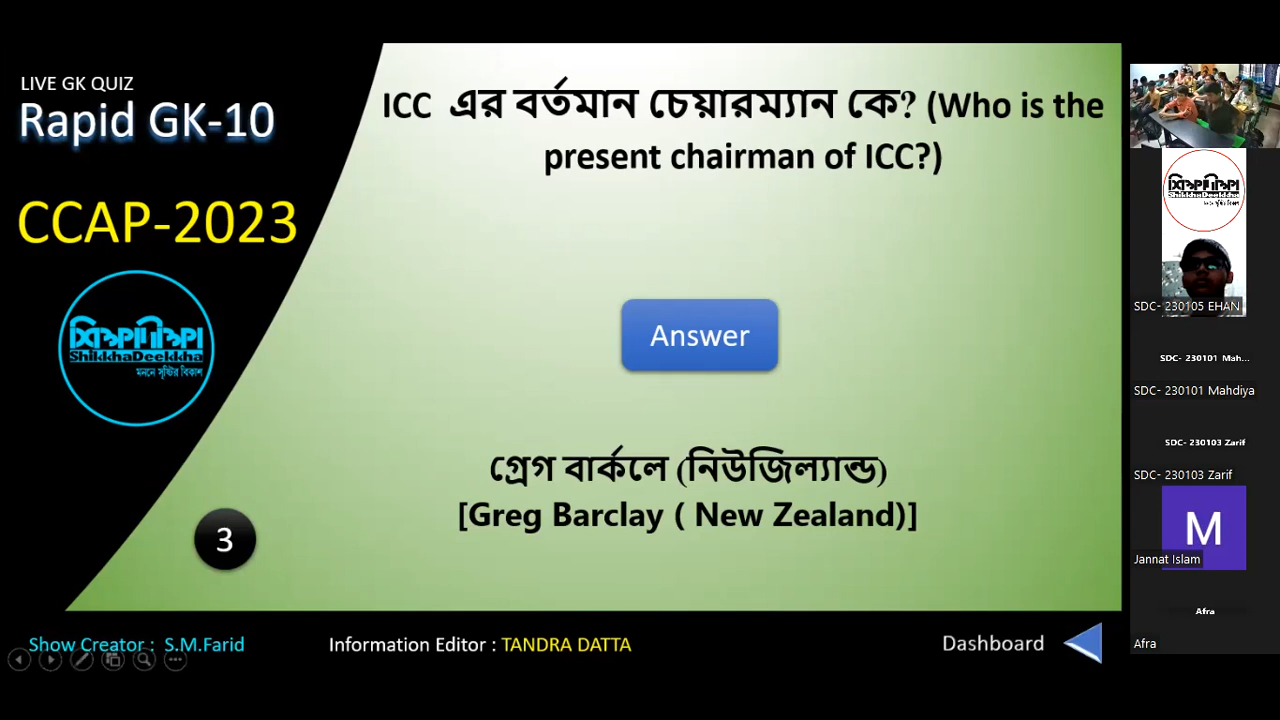 LIVE GK QUIZ
Rapid GK-10
CCAP-2023
শিক্ষাদীক্ষা
ShikkhaDeekkha
মননে সৃষ্টির বিকাশ
3
ICC এর বর্তমান চেয়ারম্যান কে? (Who is the
present chairman of ICC?)
Answer
গ্রেগ বার্কলে (নিউজিল্যান্ড)
[Greg Barclay ( New Zealand)]
Show Creator : S.M.Farid
Information Editor : TANDRA DATTA
Dashboard
শিক্ষাদীক্ষা
ShikkhaDeekkha
SDC- 230105 EHAN
SDC- 230101 Mah...
SDC- 230101 Mahdiya
SDC- 230103 Zarif
SDC- 230103 Zarif
M
Jannat Islam
Afra
Afra